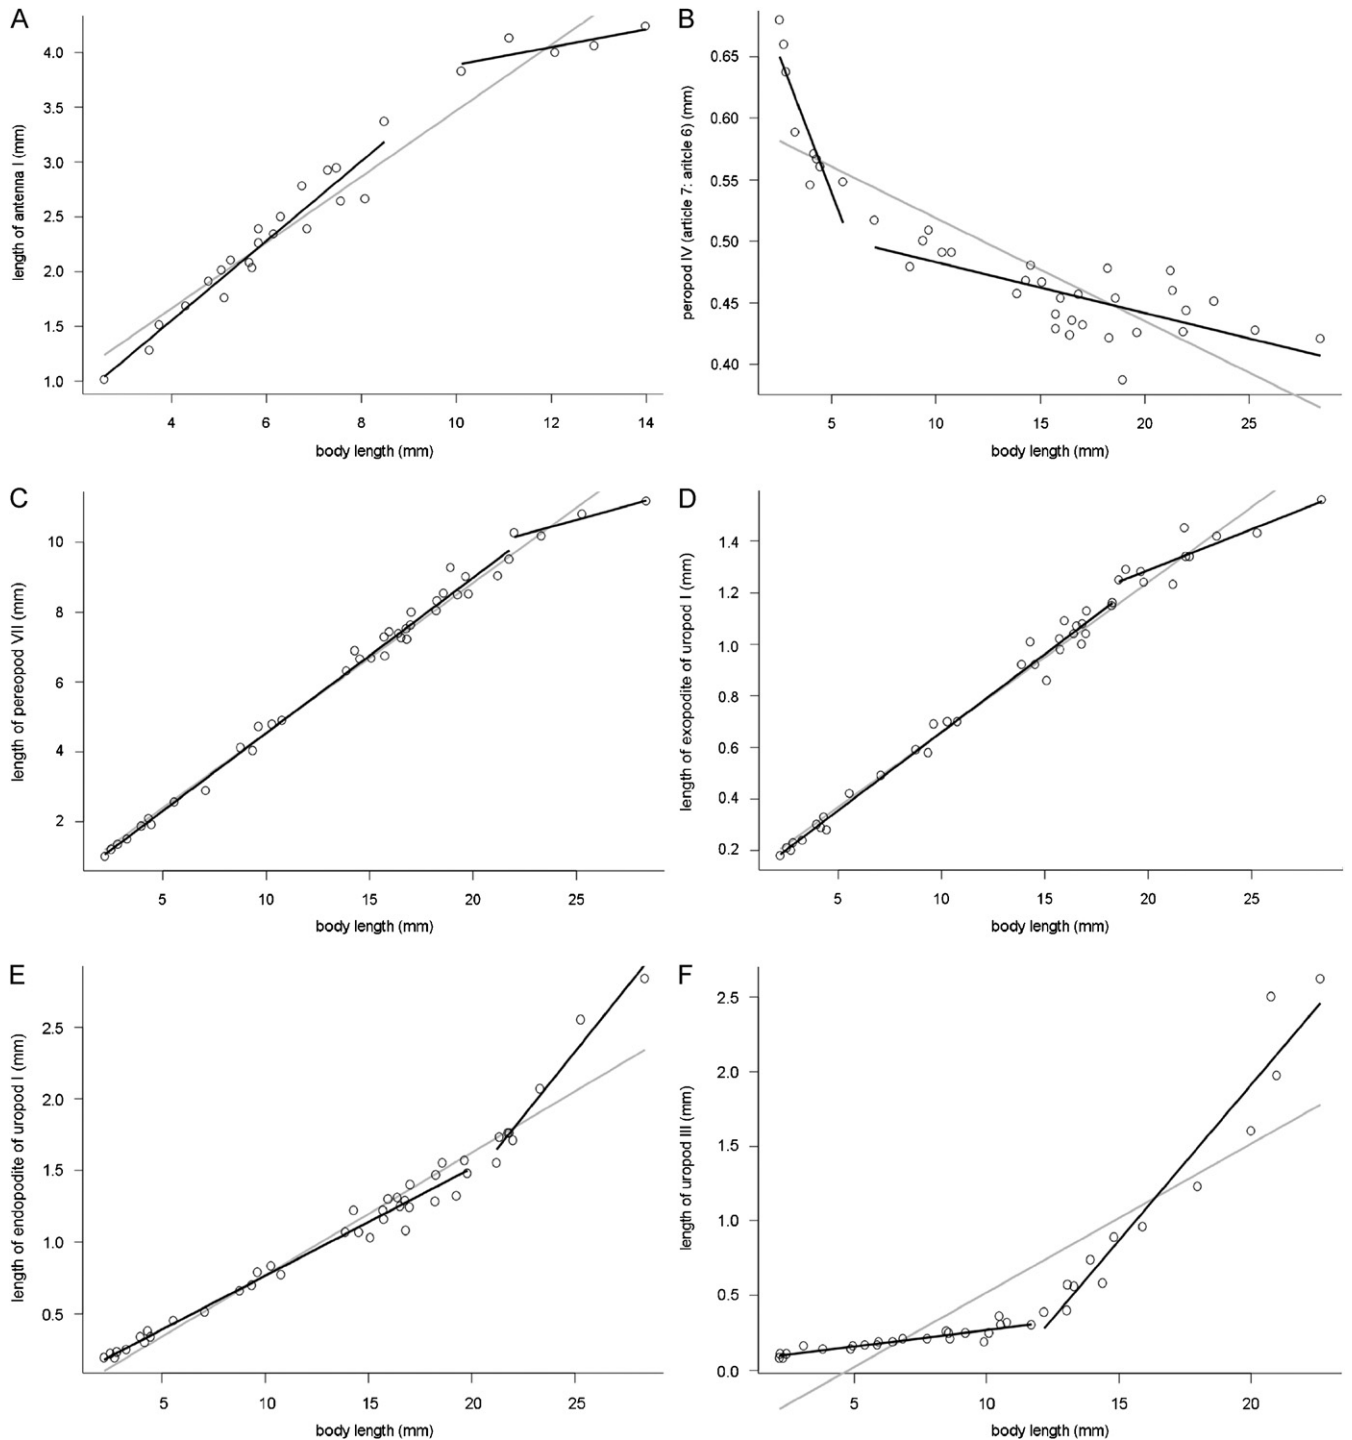 A
length of antenna I (mm)
4.0
3.5
3.0
2.5
2.0
1.5
1.0
4 6 8 10 12 14
body length (mm)
B
peropod IV (article 7: aritcle 6) (mm)
0.65
0.60
0.55
0.50
0.45
0.40
5 10 15 20 25
body length (mm)
C
length of pereopod VII (mm)
10
8
6
4
2
5 10 15 20 25
body length (mm)
D
length of exopodite of uropod I (mm)
1.4
1.2
1.0
0.8
0.6
0.4
0.2
5 10 15 20 25
body length (mm)
E
length of endopodite of uropod I (mm)
2.5
2.0
1.5
1.0
0.5
5 10 15 20 25
body length (mm)
F
length of uropod III (mm)
2.5
2.0
1.5
1.0
0.5
0.0
5 10 15 20
body length (mm)